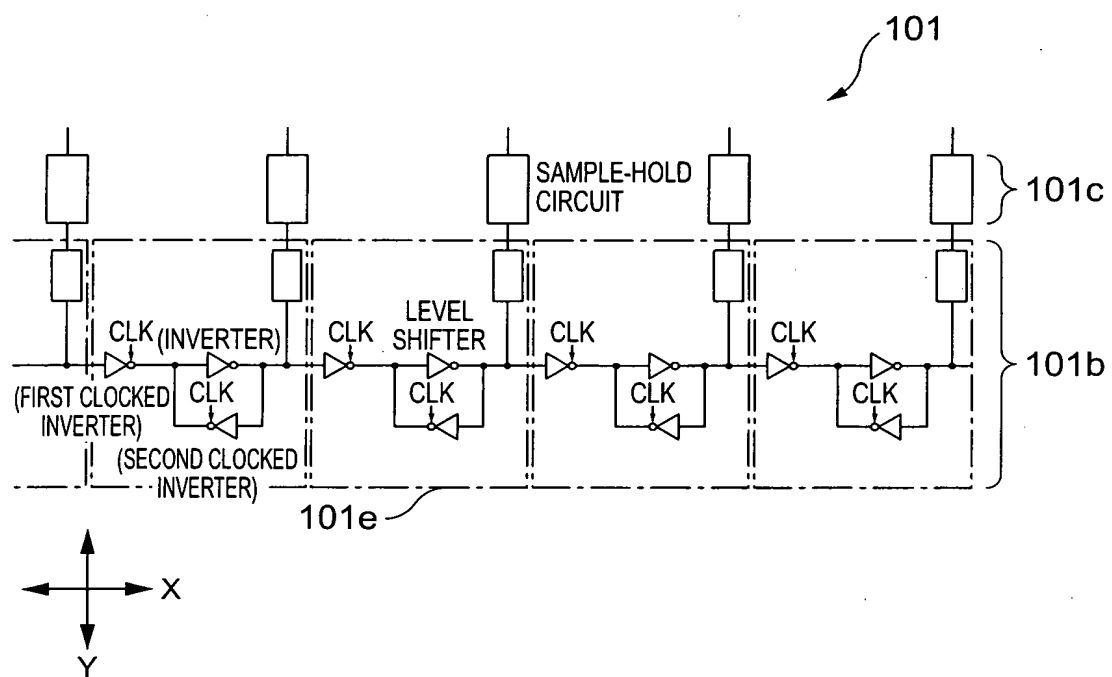 101
SAMPLE-HOLD
CIRCUIT
101c
LEVEL
SHIFTER
CLK
(INVERTER)
CLK
CLK
CLK
101b
(FIRST CLOCKED
INVERTER)
CLK
CLK
CLK
CLK
(SECOND CLOCKED
INVERTER)
101e
X
Y